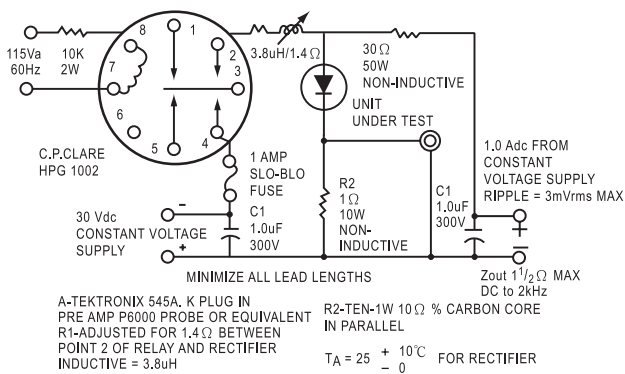 115Va
60Hz
10K
2W
8
1
2
7
3
6
5
4
C.P.CLARE
HPG 1002
3.8uH/1.4Ω
30Ω
50W
NON-INDUCTIVE
UNIT
UNDER TEST
1 AMP
SLO-BLO
FUSE
R2
1Ω
10W
NON-
INDUCTIVE
C1
1.0uF
300V
1.0 Adc FROM
CONSTANT
VOLTAGE SUPPLY
RIPPLE = 3mVrms MAX
+
−
30 Vdc
CONSTANT VOLTAGE
SUPPLY
−
+
C1
1.0uF
300V
MINIMIZE ALL LEAD LENGTHS
Zout 1 1/2 Ω MAX
DC to 2kHz
A-TEKTRONIX 545A. K PLUG IN
PRE AMP P6000 PROBE OR EQUIVALENT
R1-ADJUSTED FOR 1.4Ω BETWEEN
POINT 2 OF RELAY AND RECTIFIER
INDUCTIVE = 3.8uH
R2-TEN-1W 10Ω % CARBON CORE
IN PARALLEL
TA = 25 + 10℃ − 0 FOR RECTIFIER